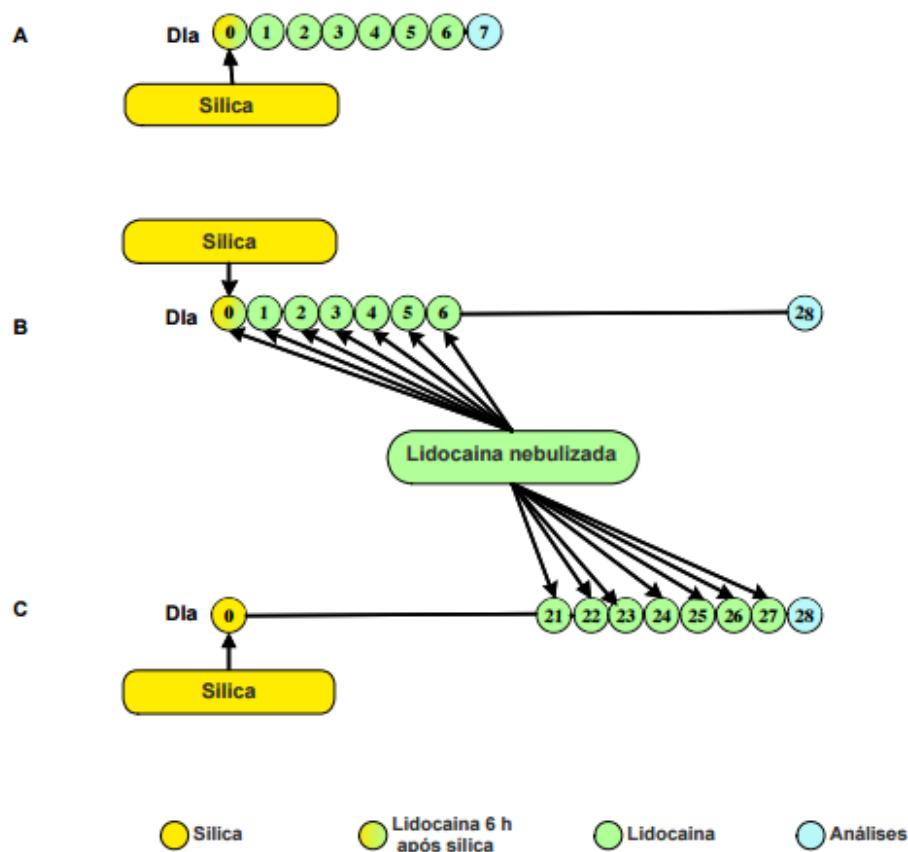 A DIa 0 1 2 3 4 5 6 7
Silica
Silica
B DIa 0 1 2 3 4 5 6 28
Lidocaina nebulizada
C DIa 0 21 22 23 24 25 26 27 28
Silica
Silica Lidocaina 6 h Lidocaina Análises
após silica